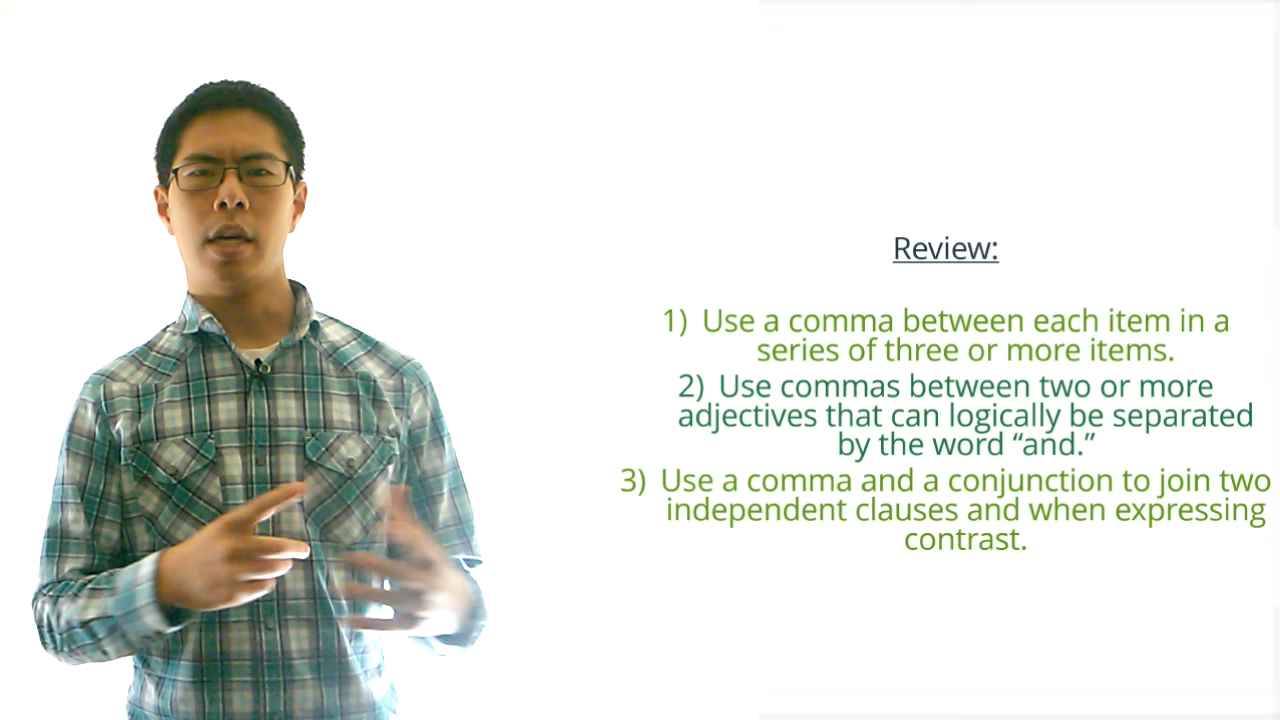 Review:
1) Use a comma between each item in a
series of three or more items.
2) Use commas between two or more
adjectives that can logically be separated
by the word “and.”
3) Use a comma and a conjunction to join two
independent clauses and when expressing
contrast.